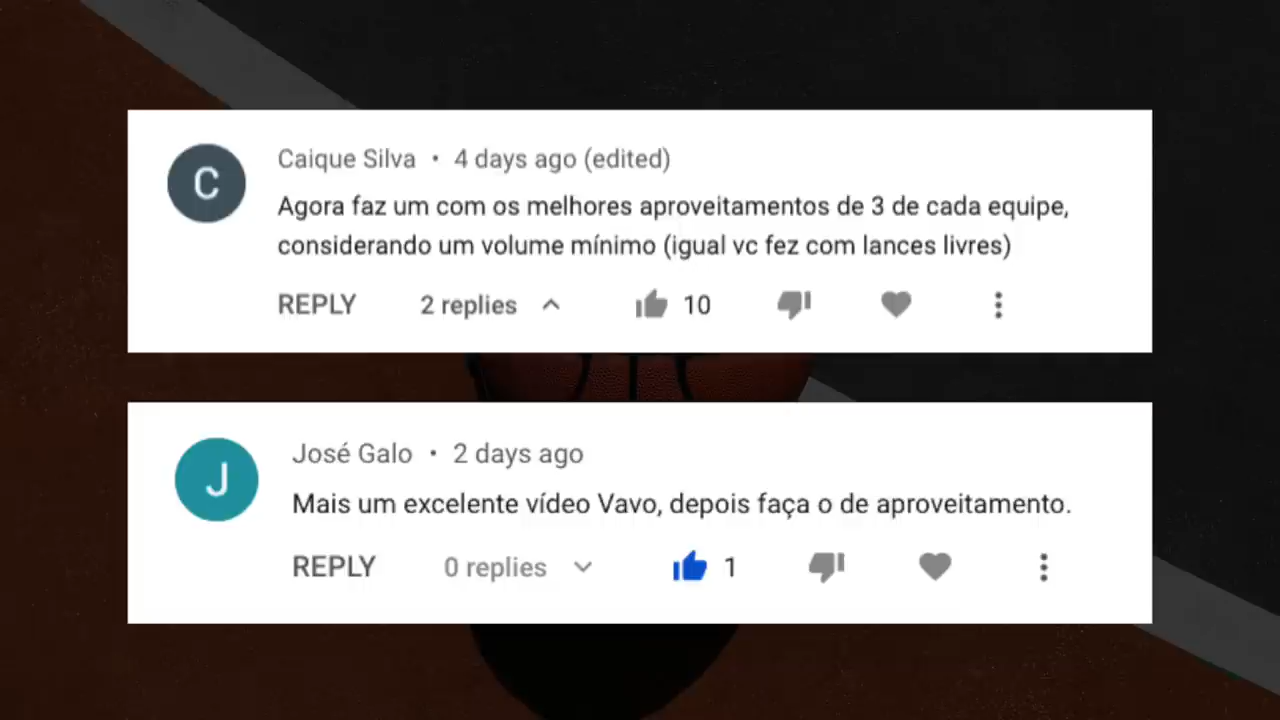 C
Caique Silva • 4 days ago (edited)
Agora faz um com os melhores aproveitamentos de 3 de cada equipe,
considerando um volume mínimo (igual vc fez com lances livres)
REPLY 2 replies 10
J
José Galo • 2 days ago
Mais um excelente vídeo Vavo, depois faça o de aproveitamento.
REPLY 0 replies 1